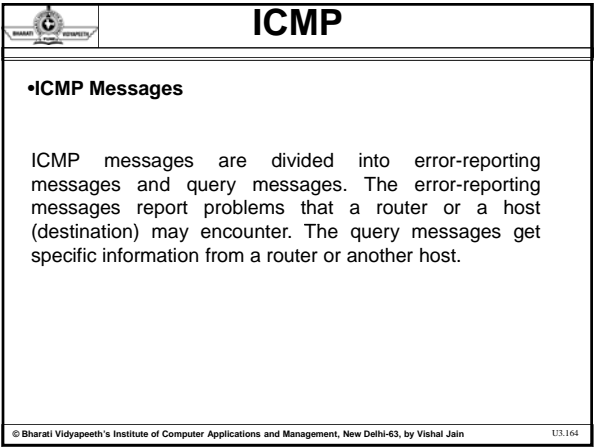 BHARATI VIDYAPEETH
ICMP
•ICMP Messages
ICMP messages are divided into error-reporting
messages and query messages. The error-reporting
messages report problems that a router or a host
(destination) may encounter. The query messages get
specific information from a router or another host.
© Bharati Vidyapeeth's Institute of Computer Applications and Management, New Delhi-63, by Vishal Jain U3.164